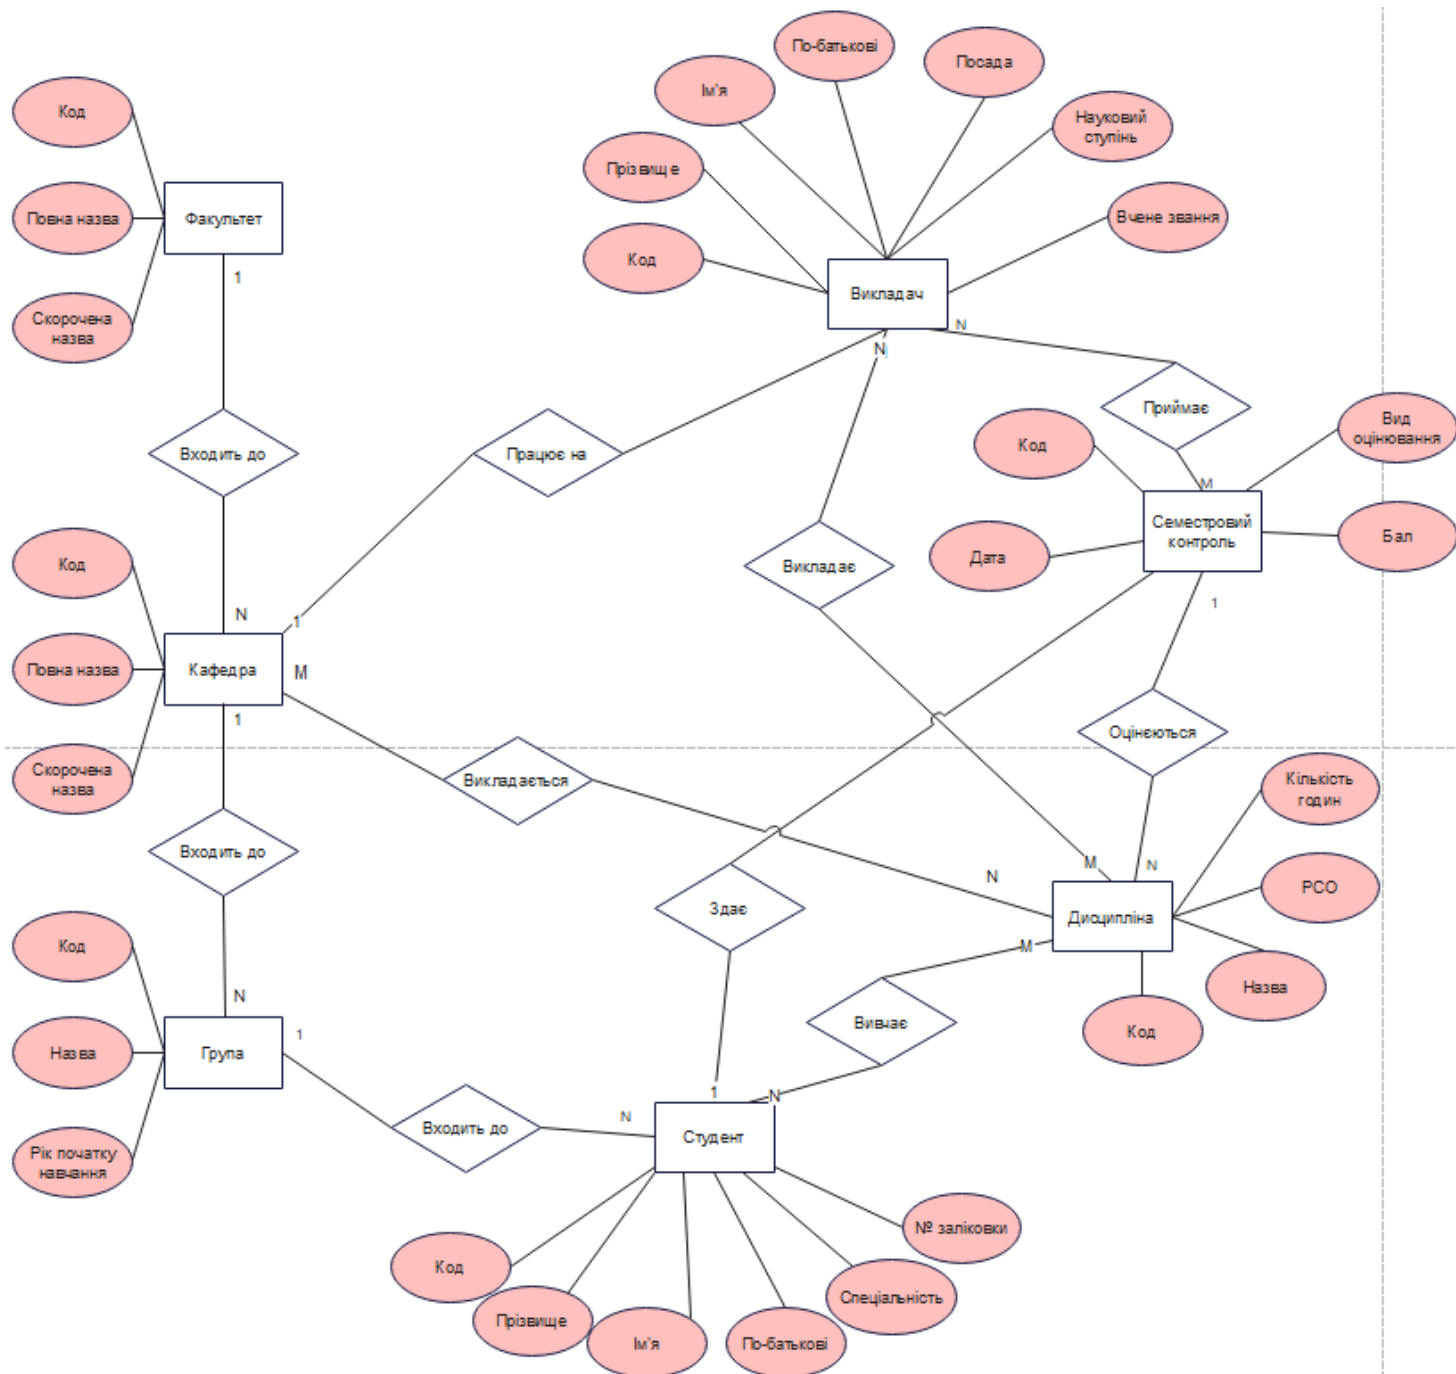 По-батькові
Посада
Ім'я
Код
Науковий
ступінь
Прізвище
Повна назва
Факультет
Вчене звання
Код
1
Викладач
Скорочена
назва
N
N
Приймає
Вид
оцінювання
Код
Входить до
Працює на
Семестровий
контроль
M
Бал
Дата
Викладає
Код
N
1
1
Повна назва
Кафедра
M
1
Оцінюються
Скорочена
назва
Викладається
Кількість
годин
Входить до
M
N
N
РСО
Здає
Дисципліна
Код
M
Назва
N
Вивчає
Код
1
Назва
Група
1
N
N
Входить до
Студент
Рік початку
навчання
№ заліковки
Код
Спеціальність
Прізвище
Ім'я
По-батькові